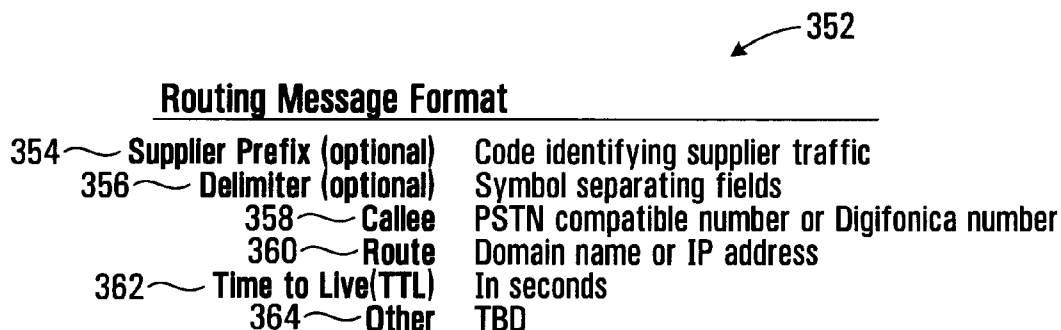 352
Routing Message Format
354 Supplier Prefix (optional) Code identifying supplier traffic
356 Delimiter (optional) Symbol separating fields
358 Callee PSTN compatible number or Digifonica number
360 Route Domain name or IP address
362 Time to Live(TTL) In seconds
364 Other TBD